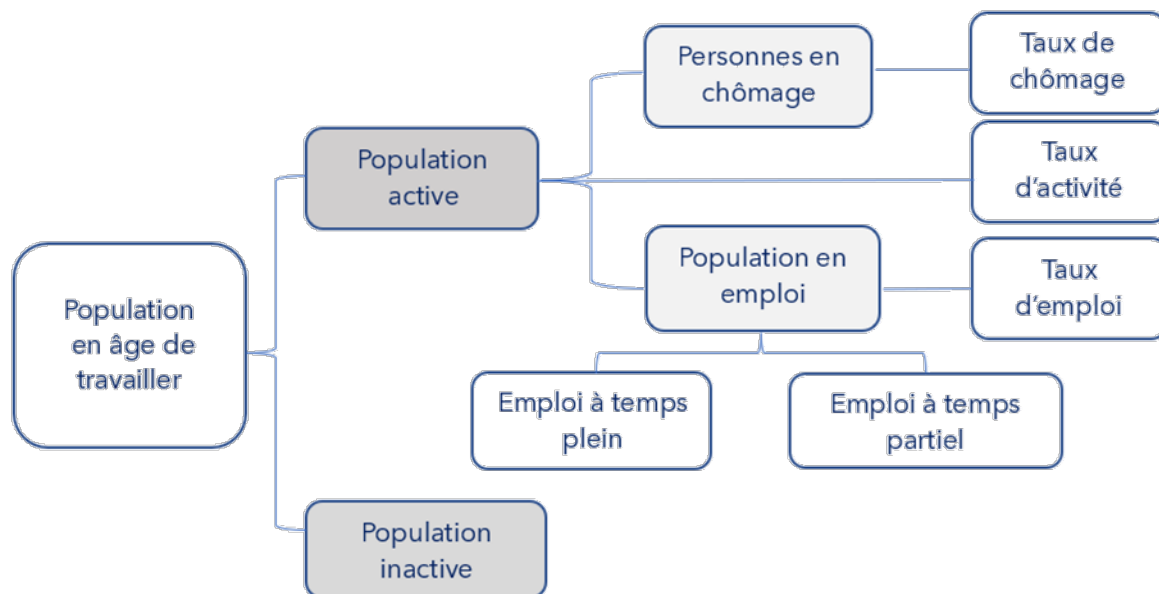 Personnes en
chômage
Taux de
chômage
Population
active
Taux
d'activité
Population en
emploi
Taux
d'emploi
Population
en âge de
travailler
Emploi à temps
plein
Emploi à temps
partiel
Population
inactive